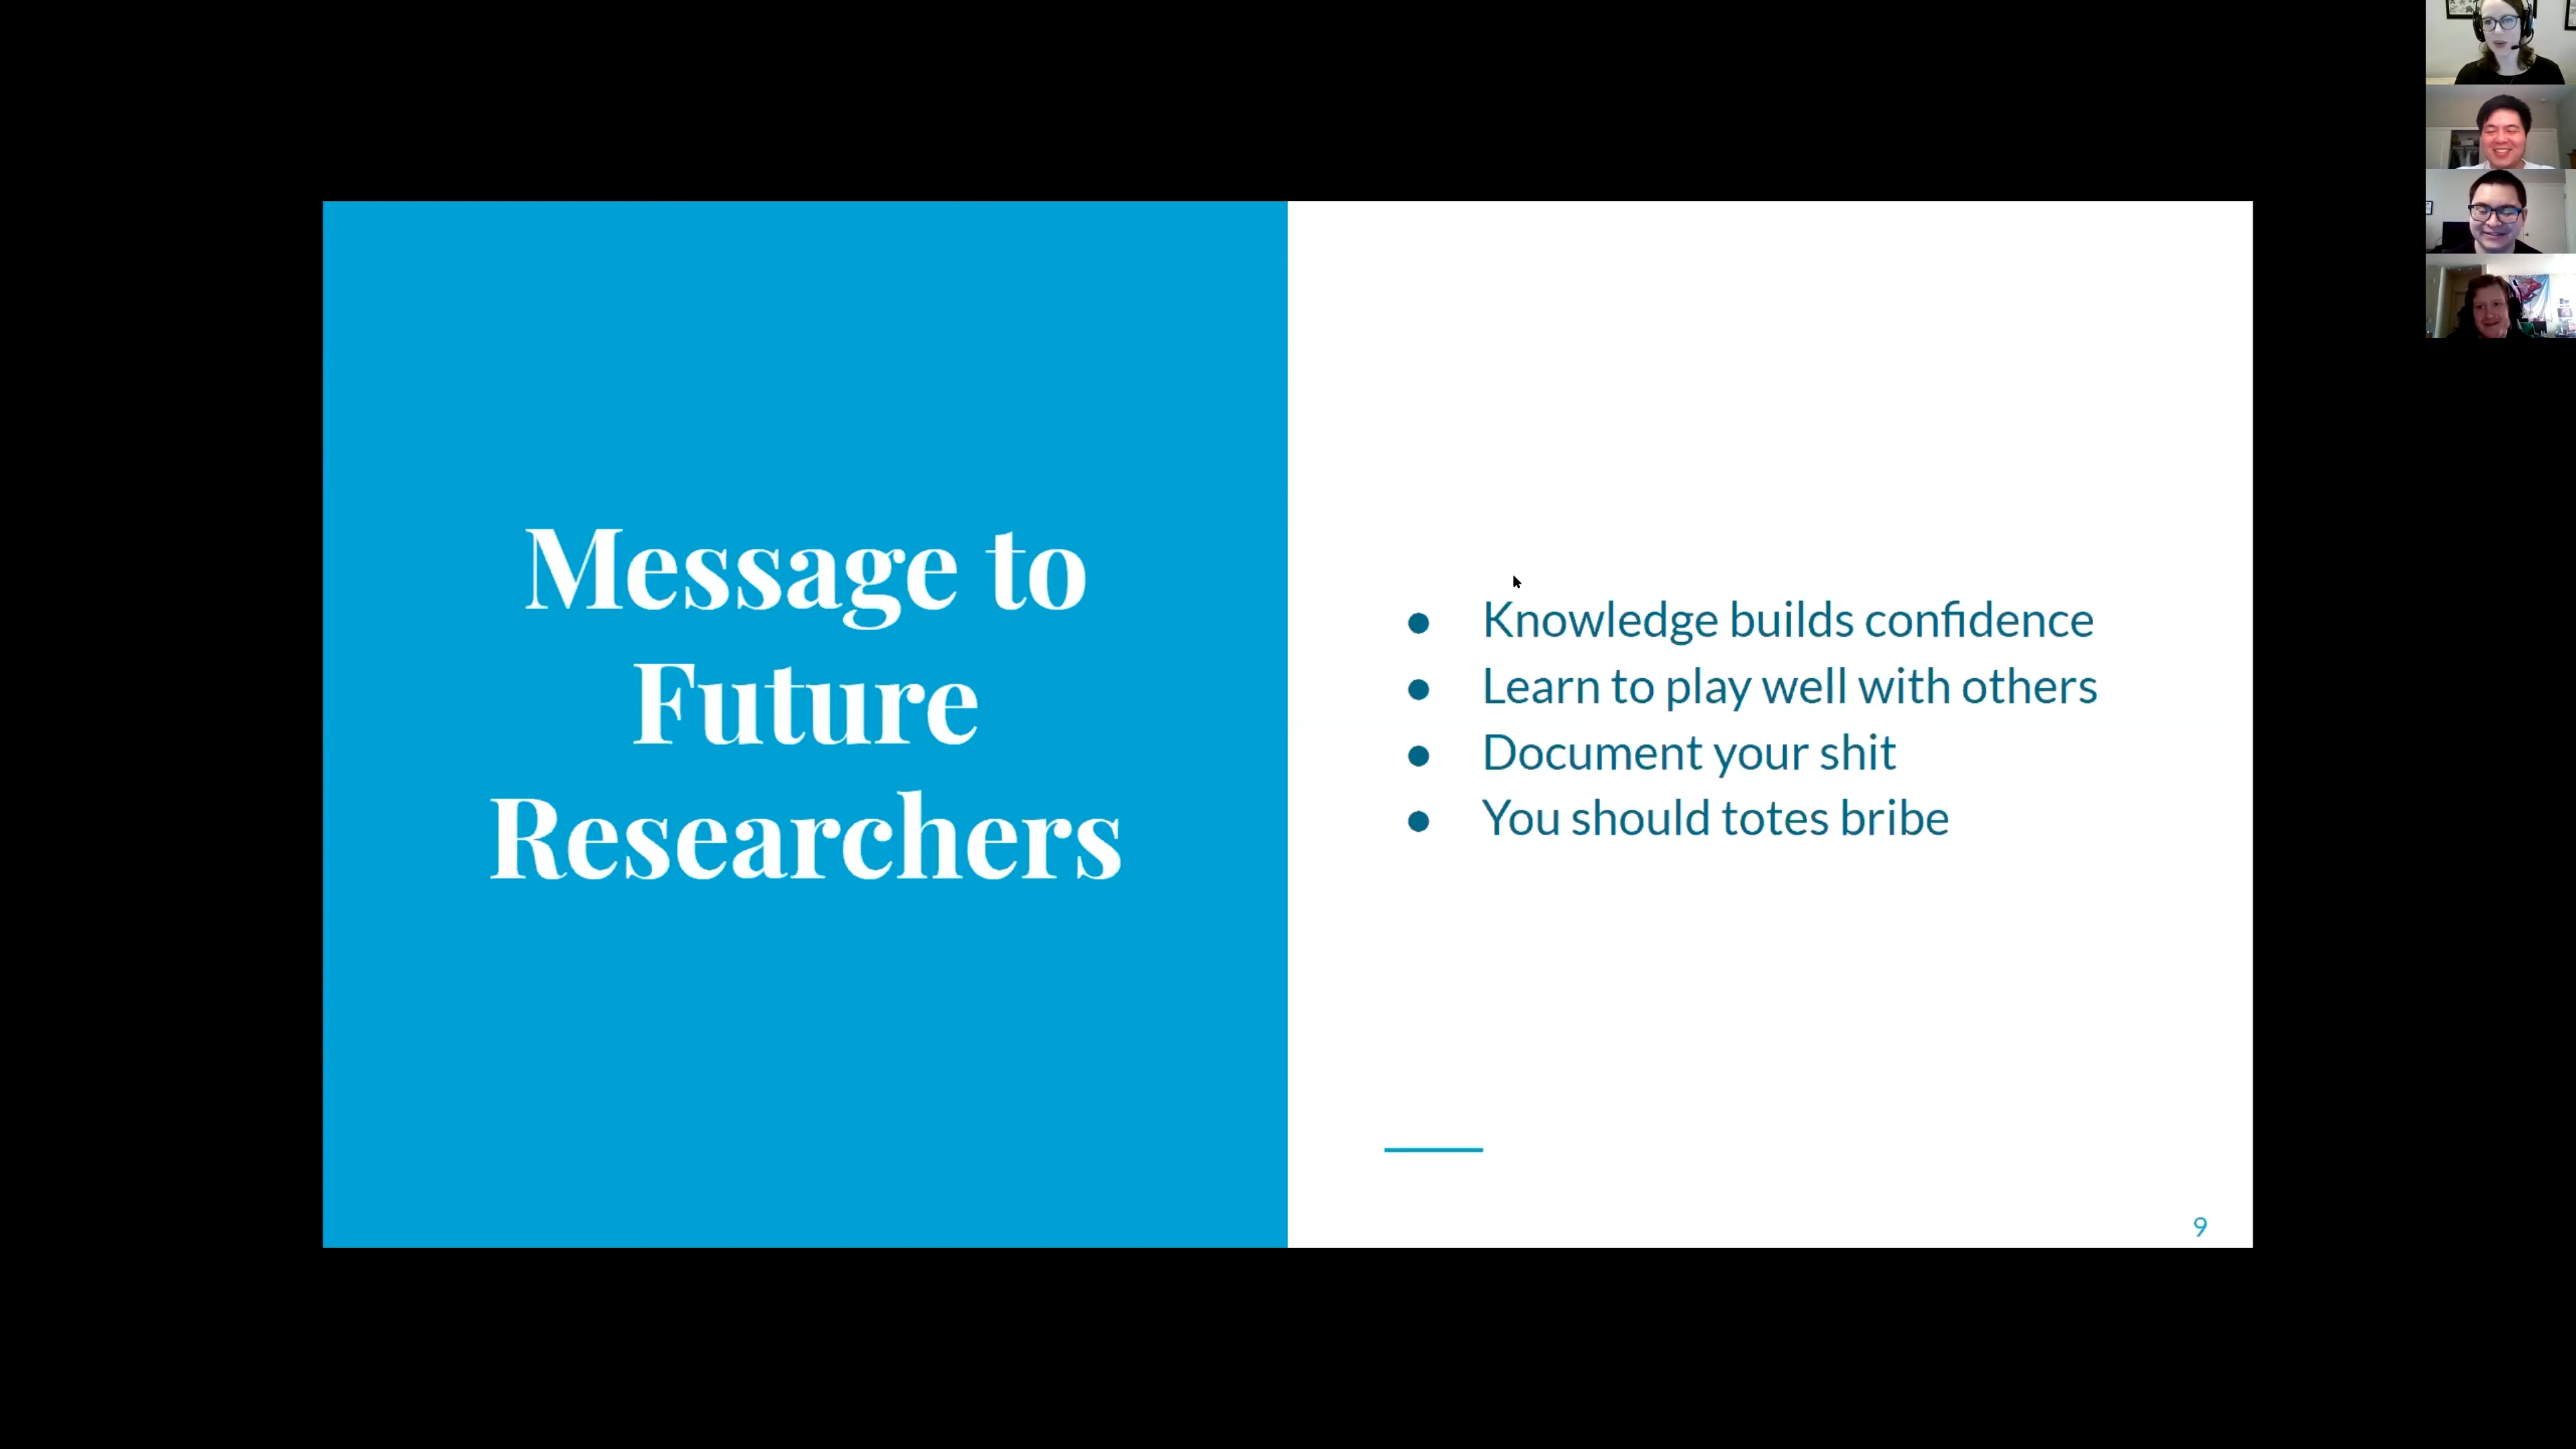 Message to
Future
Researchers
● Knowledge builds confidence
● Learn to play well with others
● Document your shit
● You should totes bribe
9